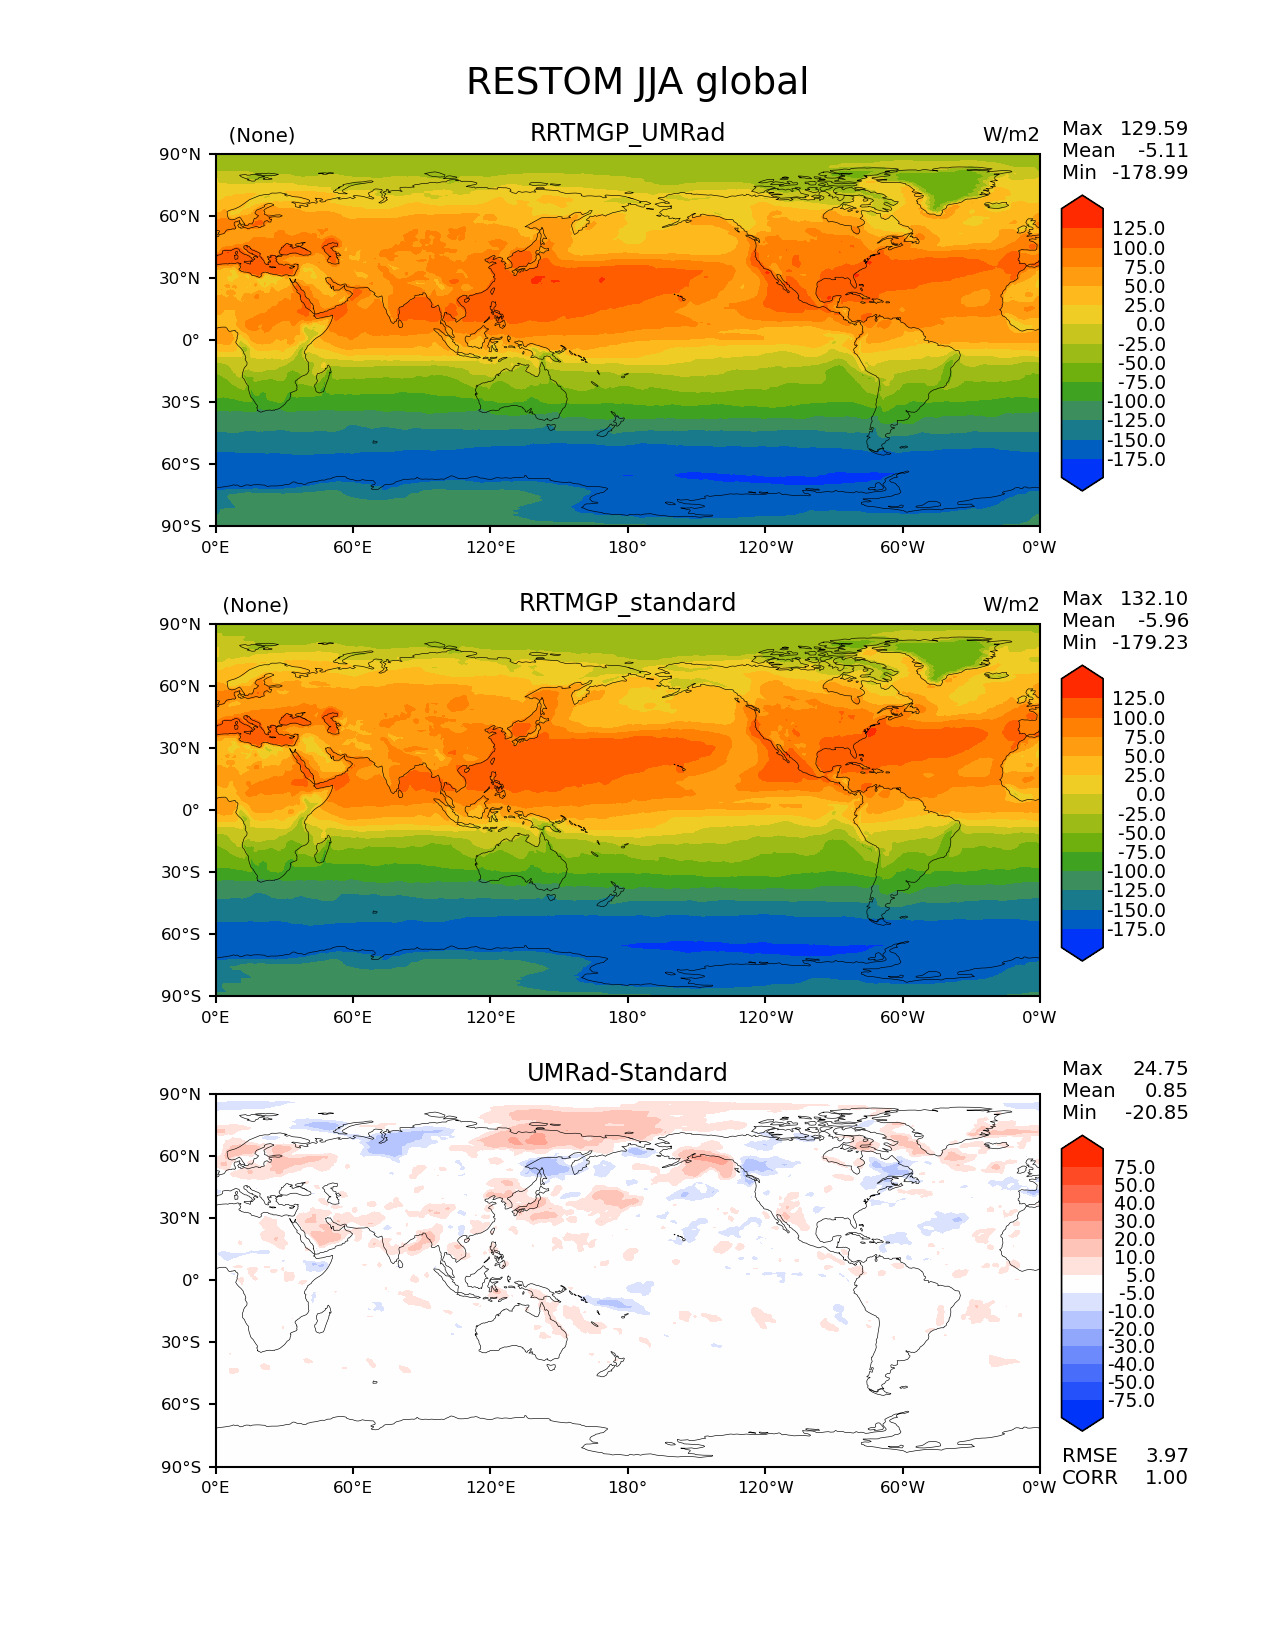 RESTOM JJA global
(None) RRTMGP_UMRad W/m2
Max 129.59
Mean -5.11
Min -178.99
90°N
60°N
30°N
0°
30°S
60°S
90°S
0°E 60°E 120°E 180° 120°W 60°W 0°W
125.0
100.0
75.0
50.0
25.0
0.0
-25.0
-50.0
-75.0
-100.0
-125.0
-150.0
-175.0
(None) RRTMGP_standard W/m2
Max 132.10
Mean -5.96
Min -179.23
90°N
60°N
30°N
0°
30°S
60°S
90°S
0°E 60°E 120°E 180° 120°W 60°W 0°W
125.0
100.0
75.0
50.0
25.0
0.0
-25.0
-50.0
-75.0
-100.0
-125.0
-150.0
-175.0
UMRad-Standard
Max 24.75
Mean 0.85
Min -20.85
90°N
60°N
30°N
0°
30°S
60°S
90°S
0°E 60°E 120°E 180° 120°W 60°W 0°W
75.0
50.0
40.0
30.0
20.0
10.0
5.0
-5.0
-10.0
-20.0
-30.0
-40.0
-50.0
-75.0
RMSE 3.97
CORR 1.00